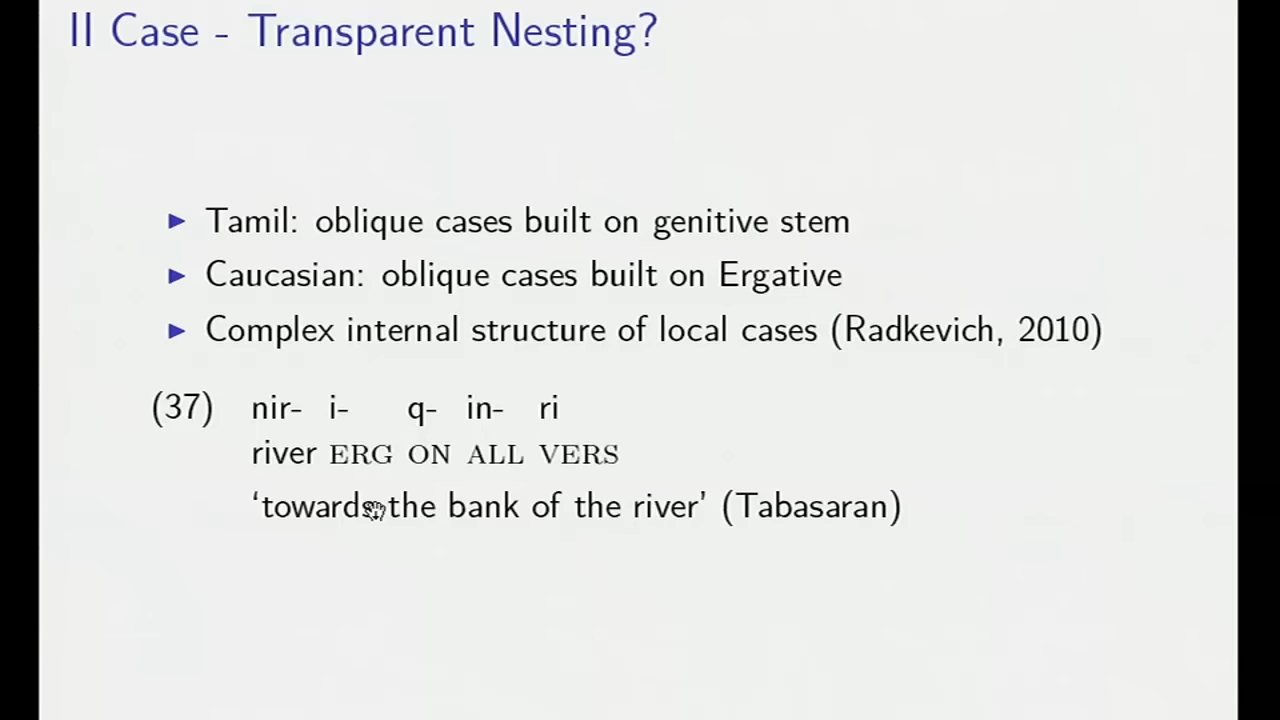 II Case - Transparent Nesting?
▶ Tamil: oblique cases built on genitive stem
▶ Caucasian: oblique cases built on Ergative
▶ Complex internal structure of local cases (Radkevich, 2010)
(37) nir- i- q- in- ri
river ERG ON ALL VERS
‘towards the bank of the river’ (Tabasaran)